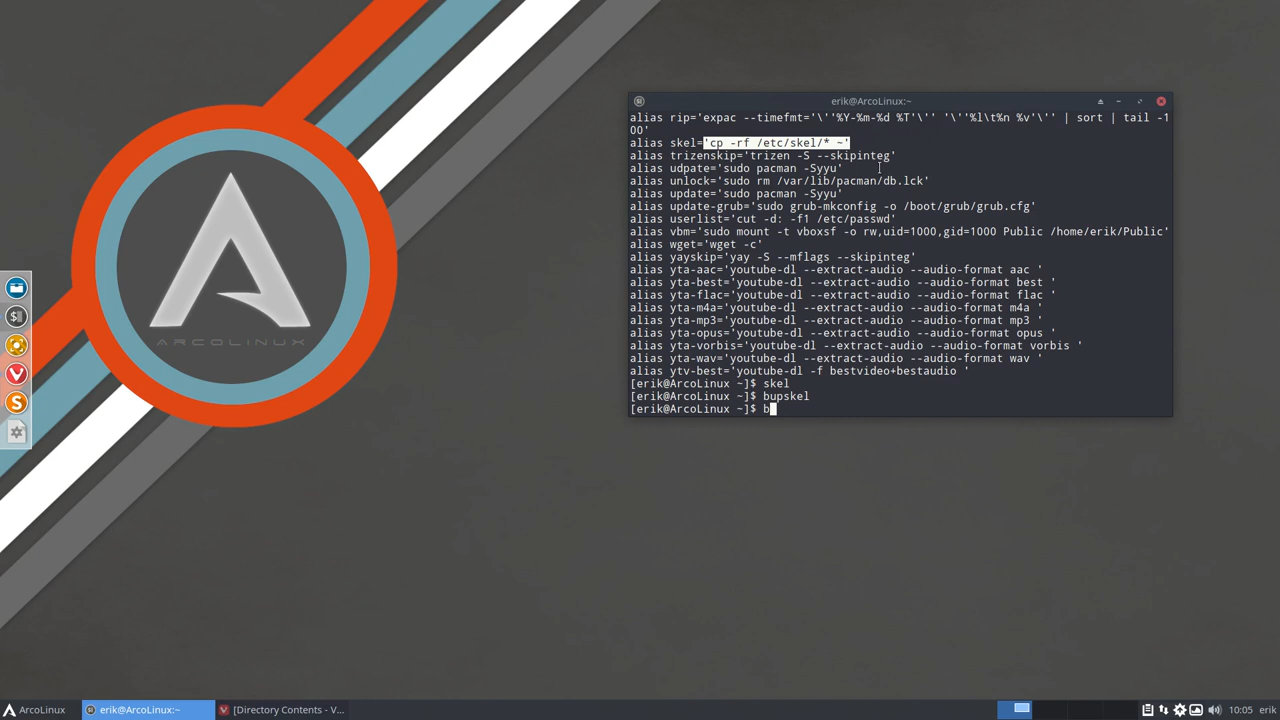 erik@ArcoLinux:~
alias rip='expac --timefmt='\''%Y-%m-%d %T'\'' '\''%l\t%n %v'\'' | sort | tail -1
00'
alias skel='cp -rf /etc/skel/* ~'
alias trizenskip='trizen -S --skipinteg'
alias udpate='sudo pacman -Syyu'
alias unlock='sudo rm /var/lib/pacman/db.lck'
alias update='sudo pacman -Syyu'
alias update-grub='sudo grub-mkconfig -o /boot/grub/grub.cfg'
alias userlist='cut -d: -f1 /etc/passwd'
alias vbm='sudo mount -t vboxsf -o rw,uid=1000,gid=1000 Public /home/erik/Public'
alias wget='wget -c'
alias yayskip='yay -S --mflags --skipinteg'
alias yta-aac='youtube-dl --extract-audio --audio-format aac '
alias yta-best='youtube-dl --extract-audio --audio-format best '
alias yta-flac='youtube-dl --extract-audio --audio-format flac '
alias yta-m4a='youtube-dl --extract-audio --audio-format m4a '
alias yta-mp3='youtube-dl --extract-audio --audio-format mp3 '
alias yta-opus='youtube-dl --extract-audio --audio-format opus '
alias yta-vorbis='youtube-dl --extract-audio --audio-format vorbis '
alias yta-wav='youtube-dl --extract-audio --audio-format wav '
alias ytv-best='youtube-dl -f bestvideo+bestaudio '
[erik@ArcoLinux ~]$ skel
[erik@ArcoLinux ~]$ bupskel
[erik@ArcoLinux ~]$ b
ARCOLINUX
ArcoLinux
erik@ArcoLinux:~
[Directory Contents - V...
10:05
erik